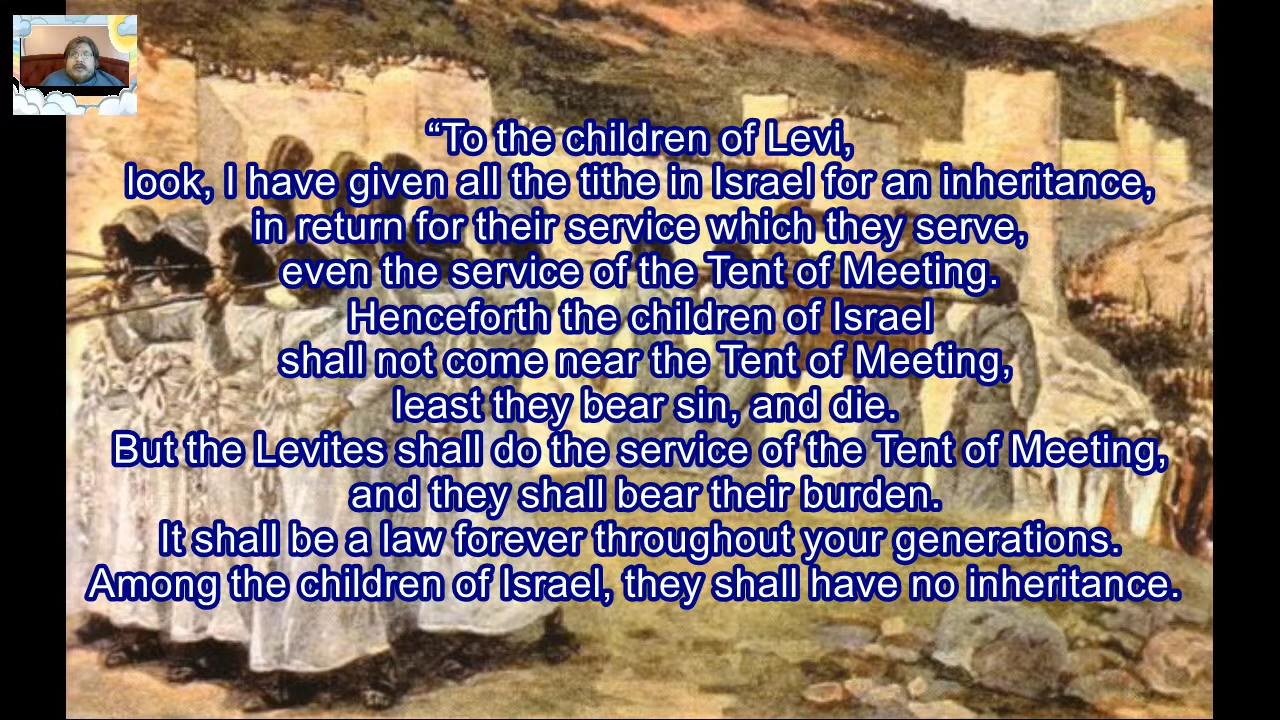 “To the children of Levi,
look, I have given all the tithe in Israel for an inheritance,
in return for their service which they serve,
even the service of the Tent of Meeting.
Henceforth the children of Israel
shall not come near the Tent of Meeting,
least they bear sin, and die.
But the Levites shall do the service of the Tent of Meeting,
and they shall bear their burden.
It shall be a law forever throughout your generations.
Among the children of Israel, they shall have no inheritance.